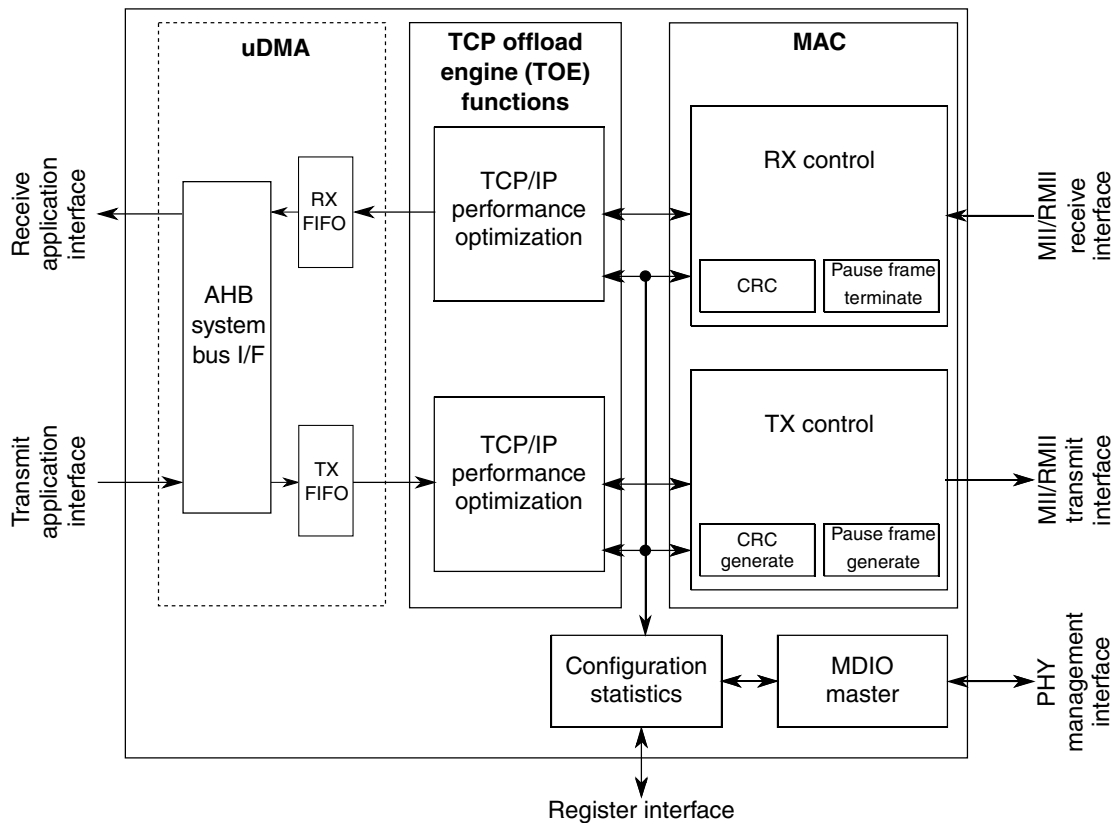 uDMA
TCP offload
engine (TOE)
functions
MAC
Receive
application
interface
RX
FIFO
TCP/IP
performance
optimization
RX control
CRC
Pause frame
terminate
MII/RMII
receive
interface
AHB
system
bus I/F
Transmit
application
interface
TX
FIFO
TCP/IP
performance
optimization
TX control
CRC
generate
Pause frame
generate
MII/RMII
transmit
interface
Configuration
statistics
MDIO
master
PHY
management
interface
Register interface